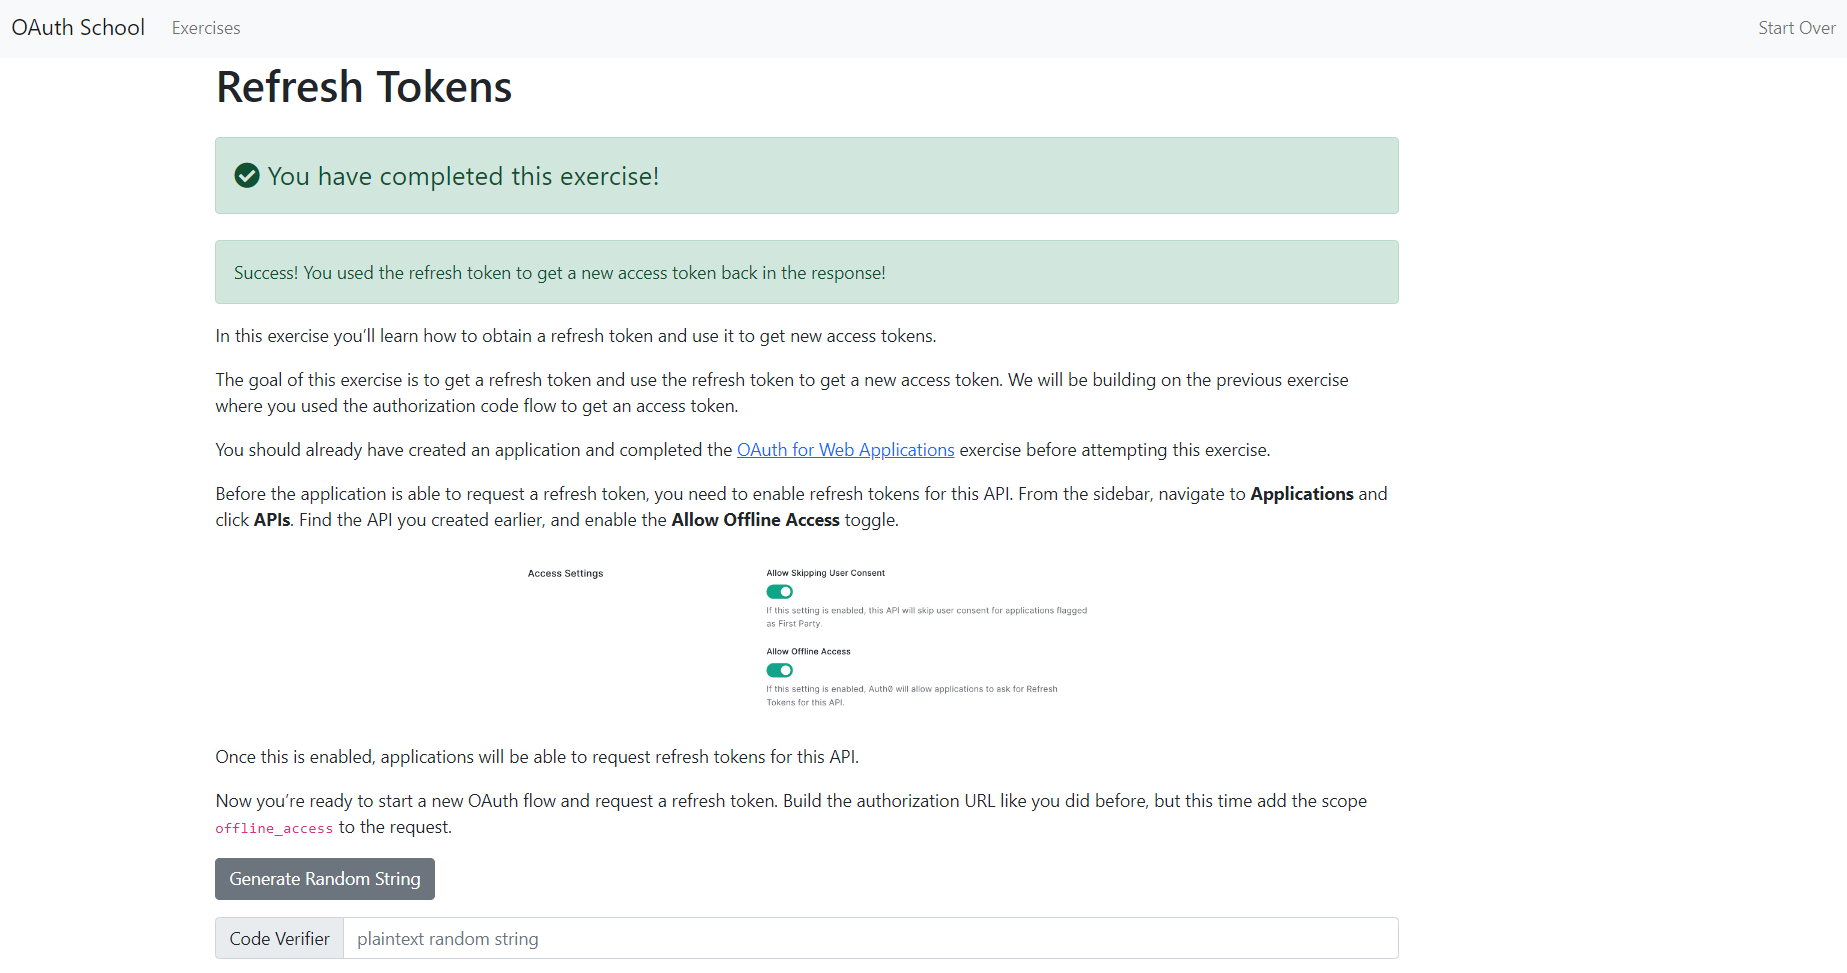 OAuth School Exercises Start Over
Refresh Tokens
You have completed this exercise!
Success! You used the refresh token to get a new access token back in the response!
In this exercise you’ll learn how to obtain a refresh token and use it to get new access tokens.
The goal of this exercise is to get a refresh token and use the refresh token to get a new access token. We will be building on the previous exercise
where you used the authorization code flow to get an access token.
You should already have created an application and completed the OAuth for Web Applications exercise before attempting this exercise.
Before the application is able to request a refresh token, you need to enable refresh tokens for this API. From the sidebar, navigate to Applications and
click APIs. Find the API you created earlier, and enable the Allow Offline Access toggle.
Access Settings
Allow Skipping User Consent
If this setting is enabled, this API will skip user consent for applications flagged
as First Party.
Allow Offline Access
If this setting is enabled, Auth0 will allow applications to ask for Refresh
Tokens for this API.
Once this is enabled, applications will be able to request refresh tokens for this API.
Now you’re ready to start a new OAuth flow and request a refresh token. Build the authorization URL like you did before, but this time add the scope
offline_access to the request.
Generate Random String
Code Verifier plaintext random string